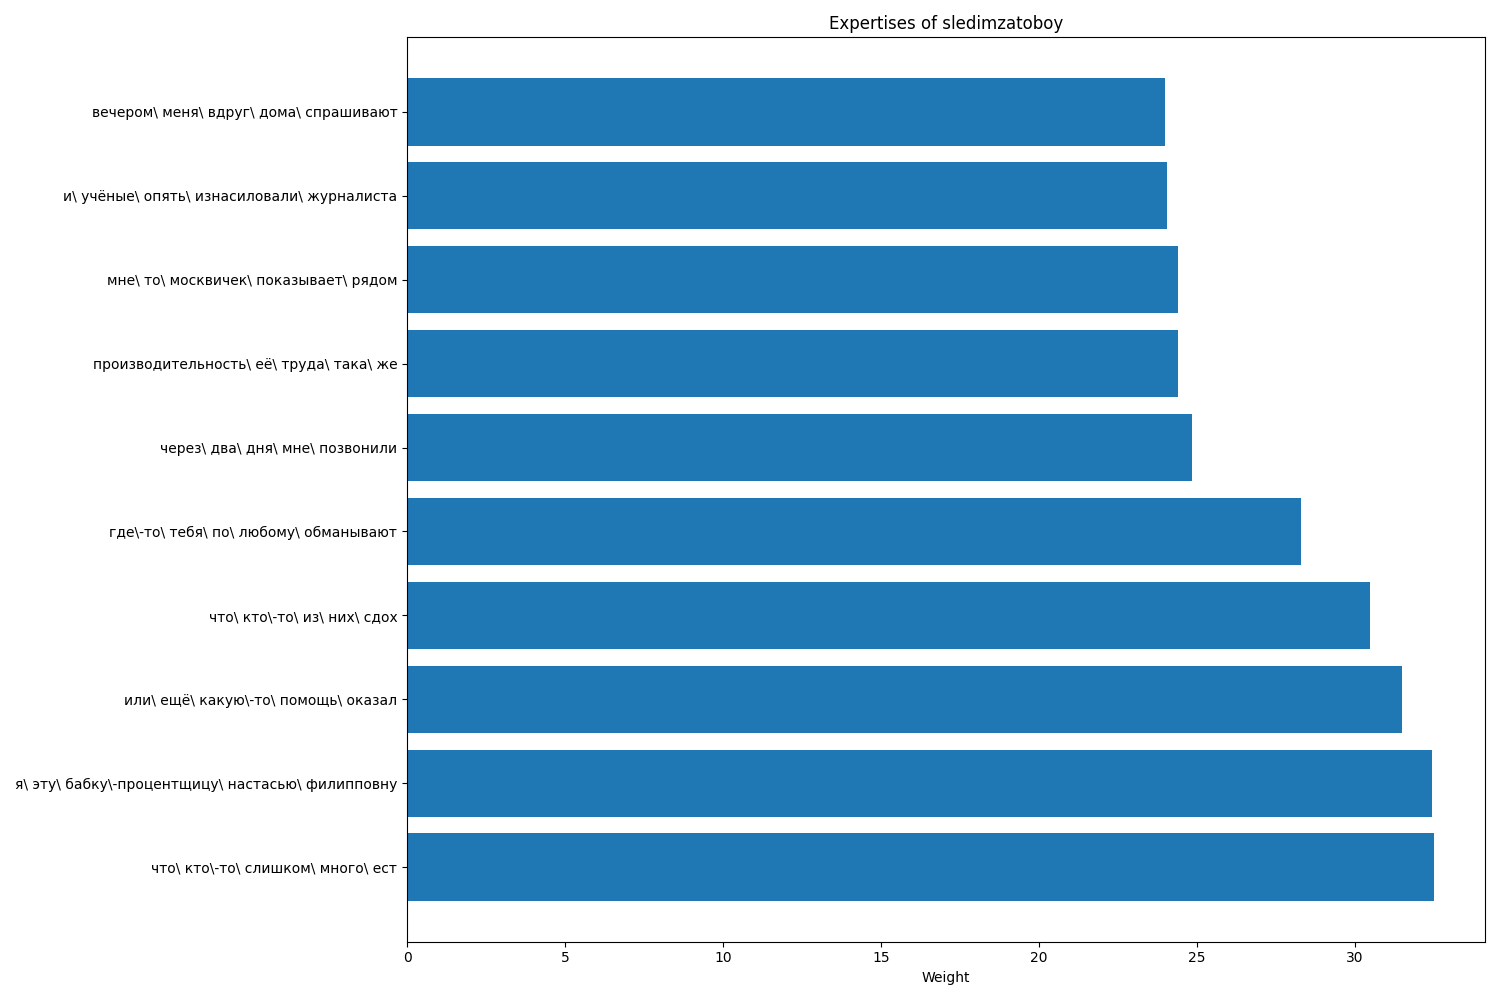 Expertises of sledimzatoboy
вечером\ меня\ вдруг\ дома\ спрашивают
и\ учёные\ опять\ изнасиловали\ журналиста
мне\ то\ москвичек\ показывает\ рядом
производительность\ её\ труда\ така\ же
через\ два\ дня\ мне\ позвонили
где\-то\ тебя\ по\ любому\ обманывают
что\ кто\-то\ из\ них\ сдох
или\ ещё\ какую\-то\ помощь\ оказал
я\ эту\ бабку\-процентщицу\ настасью\ филипповну
что\ кто\-то\ слишком\ много\ ест
0 5 10 15 20 25 30
Weight